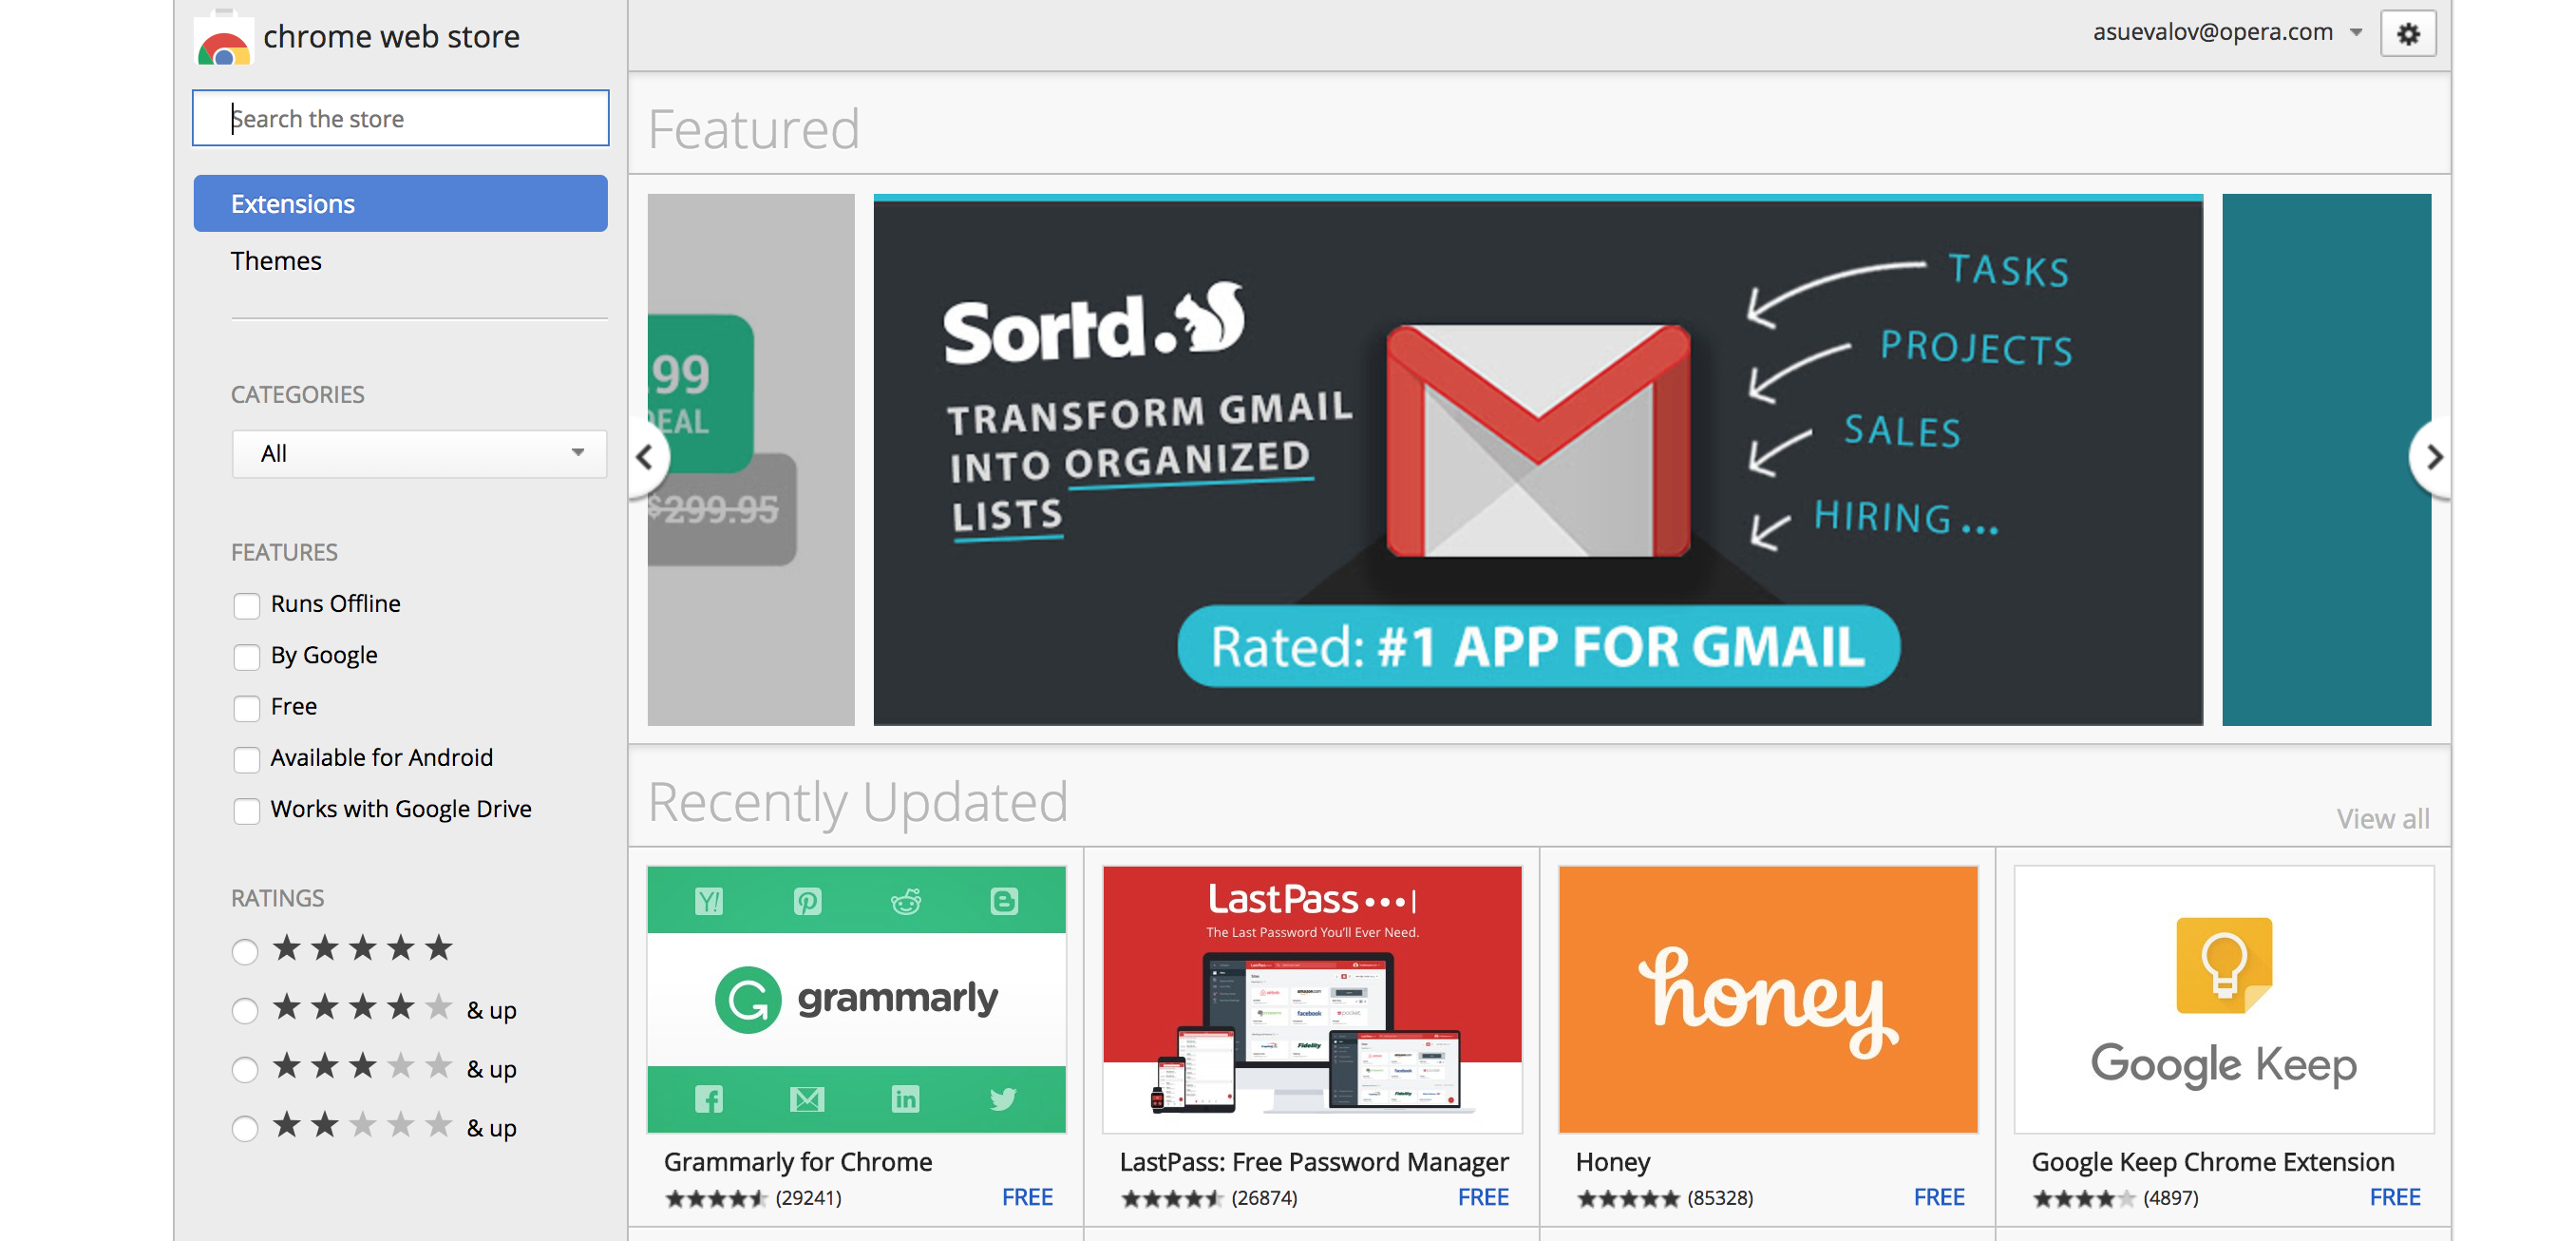 chrome web store
asuevalov@opera.com
Search the store
Extensions
Themes
CATEGORIES
All
FEATURES
Runs Offline
By Google
Free
Available for Android
Works with Google Drive
RATINGS
& up
& up
& up
Featured
99
EAL
$299.95
Sortd.
TRANSFORM GMAIL
INTO ORGANIZED
LISTS
TASKS
PROJECTS
SALES
HIRING...
Rated: #1 APP FOR GMAIL
Recently Updated
View all
grammarly
Grammarly for Chrome
(29241)
FREE
LastPass•••|
The Last Password You'll Ever Need.
facebook
Fidelity
LastPass: Free Password Manager
(26874)
FREE
honey
Honey
(85328)
FREE
Google Keep
Google Keep Chrome Extension
(4897)
FREE